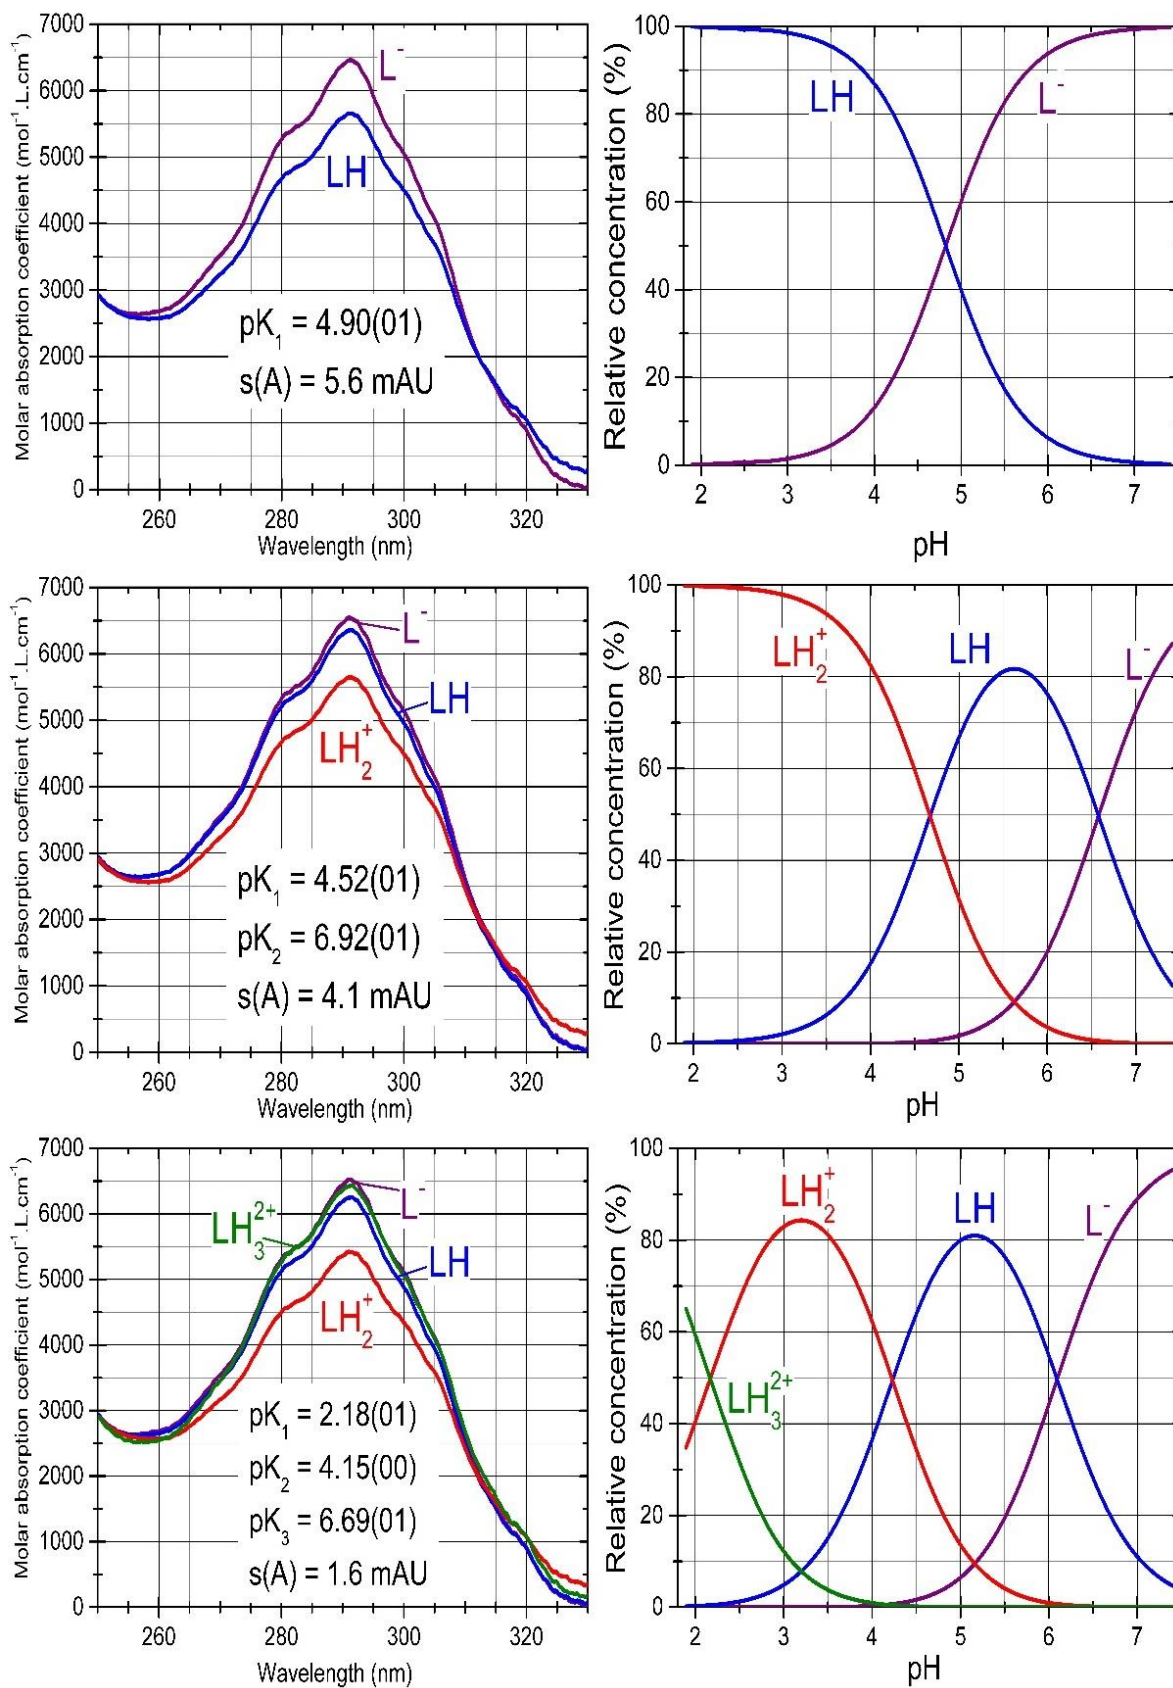 Molar absorption coefficient (mol⁻¹.L.cm⁻¹)
7000
6000
5000
4000
3000
2000
1000
0
L⁻
LH
pK₁ = 4.90(01)
s(A) = 5.6 mAU
260 280 300 320
Wavelength (nm)
Relative concentration (%)
100
80
60
40
20
0
LH
L⁻
2 3 4 5 6 7
pH
Molar absorption coefficient (mol⁻¹.L.cm⁻¹)
7000
6000
5000
4000
3000
2000
1000
0
L⁻
LH
LH₂⁺
pK₁ = 4.52(01)
pK₂ = 6.92(01)
s(A) = 4.1 mAU
260 280 300 320
Wavelength (nm)
Relative concentration (%)
100
80
60
40
20
0
LH₂⁺
LH
L⁻
2 3 4 5 6 7
pH
Molar absorption coefficient (mol⁻¹.L.cm⁻¹)
7000
6000
5000
4000
3000
2000
1000
0
L⁻
LH₃²⁺
LH
LH₂⁺
pK₁ = 2.18(01)
pK₂ = 4.15(00)
pK₃ = 6.69(01)
s(A) = 1.6 mAU
260 280 300 320
Wavelength (nm)
Relative concentration (%)
100
80
60
40
20
0
LH₂⁺
LH
L⁻
LH₃²⁺
2 3 4 5 6 7
pH